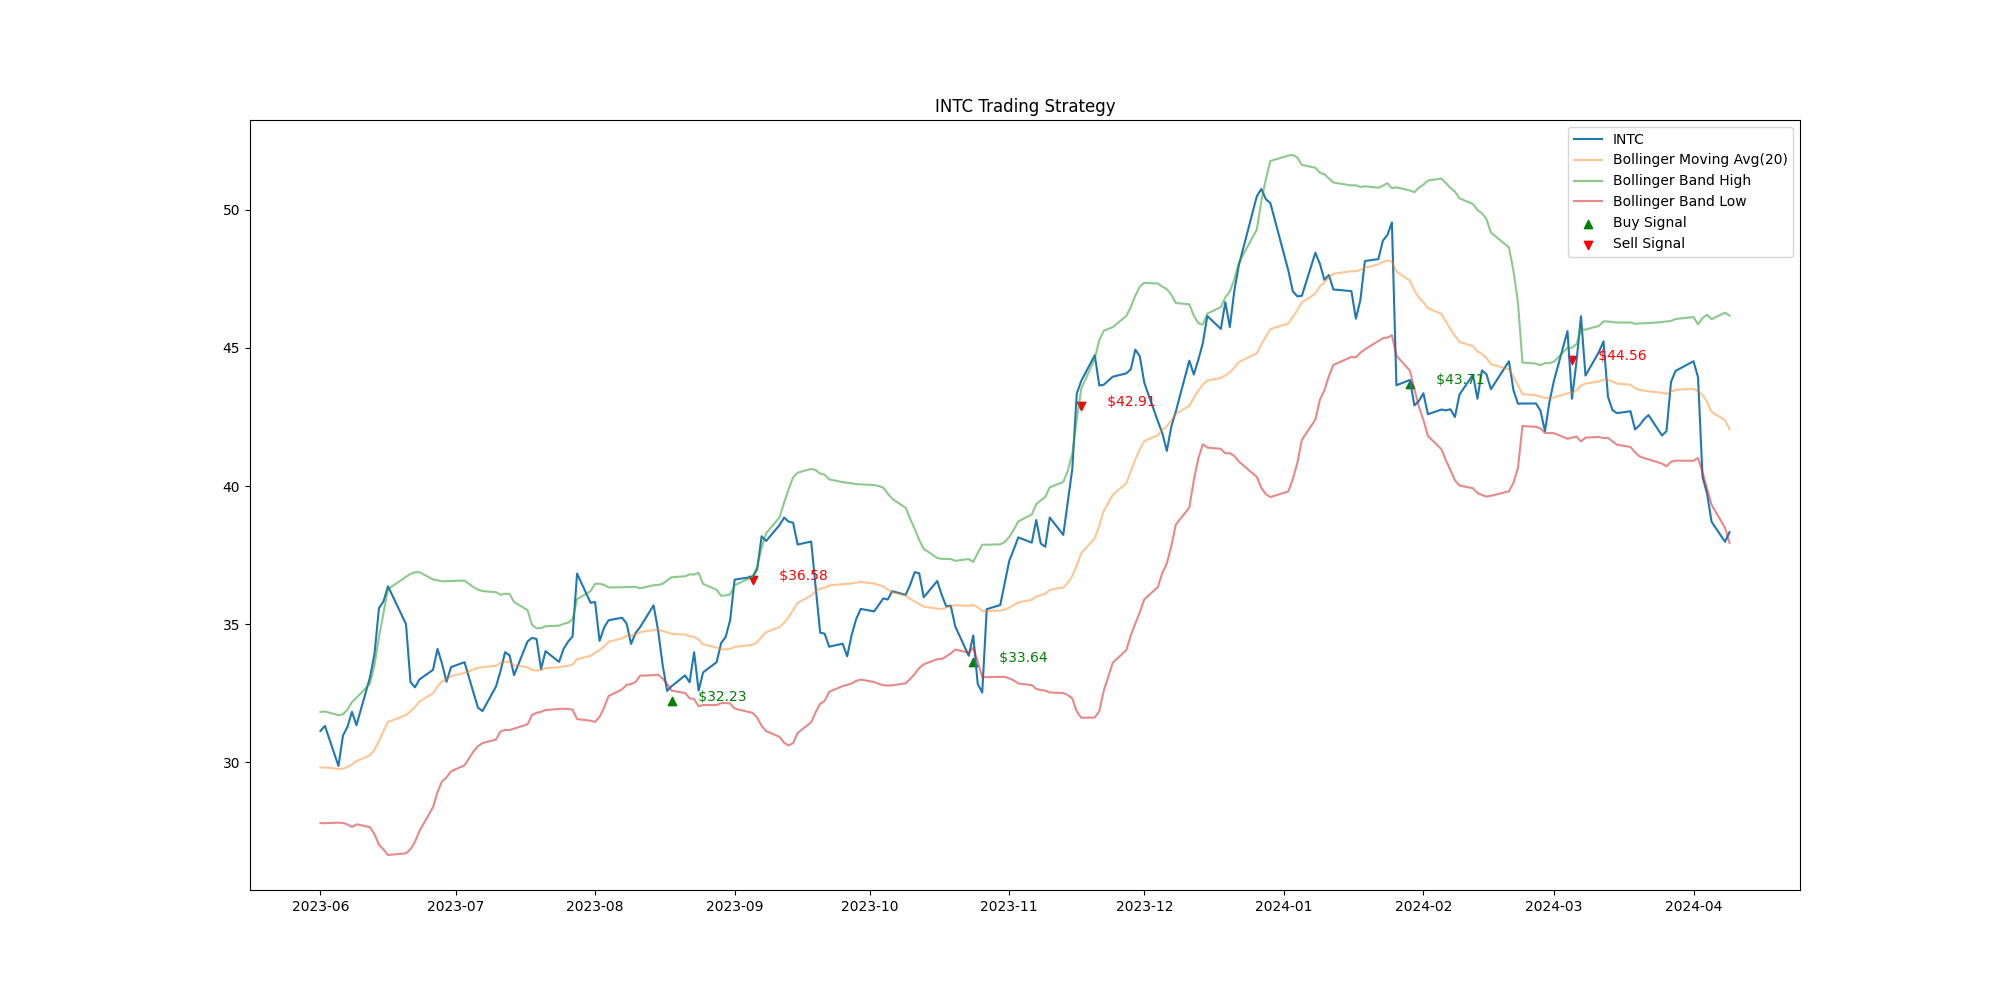 INTC Trading Strategy
INTC
Bollinger Moving Avg(20)
Bollinger Band High
Bollinger Band Low
Buy Signal
Sell Signal
50
45
40
35
30
$44.56
$43.71
$42.91
$36.58
$33.64
$32.23
2023-06 2023-07 2023-08 2023-09 2023-10 2023-11 2023-12 2024-01 2024-02 2024-03 2024-04